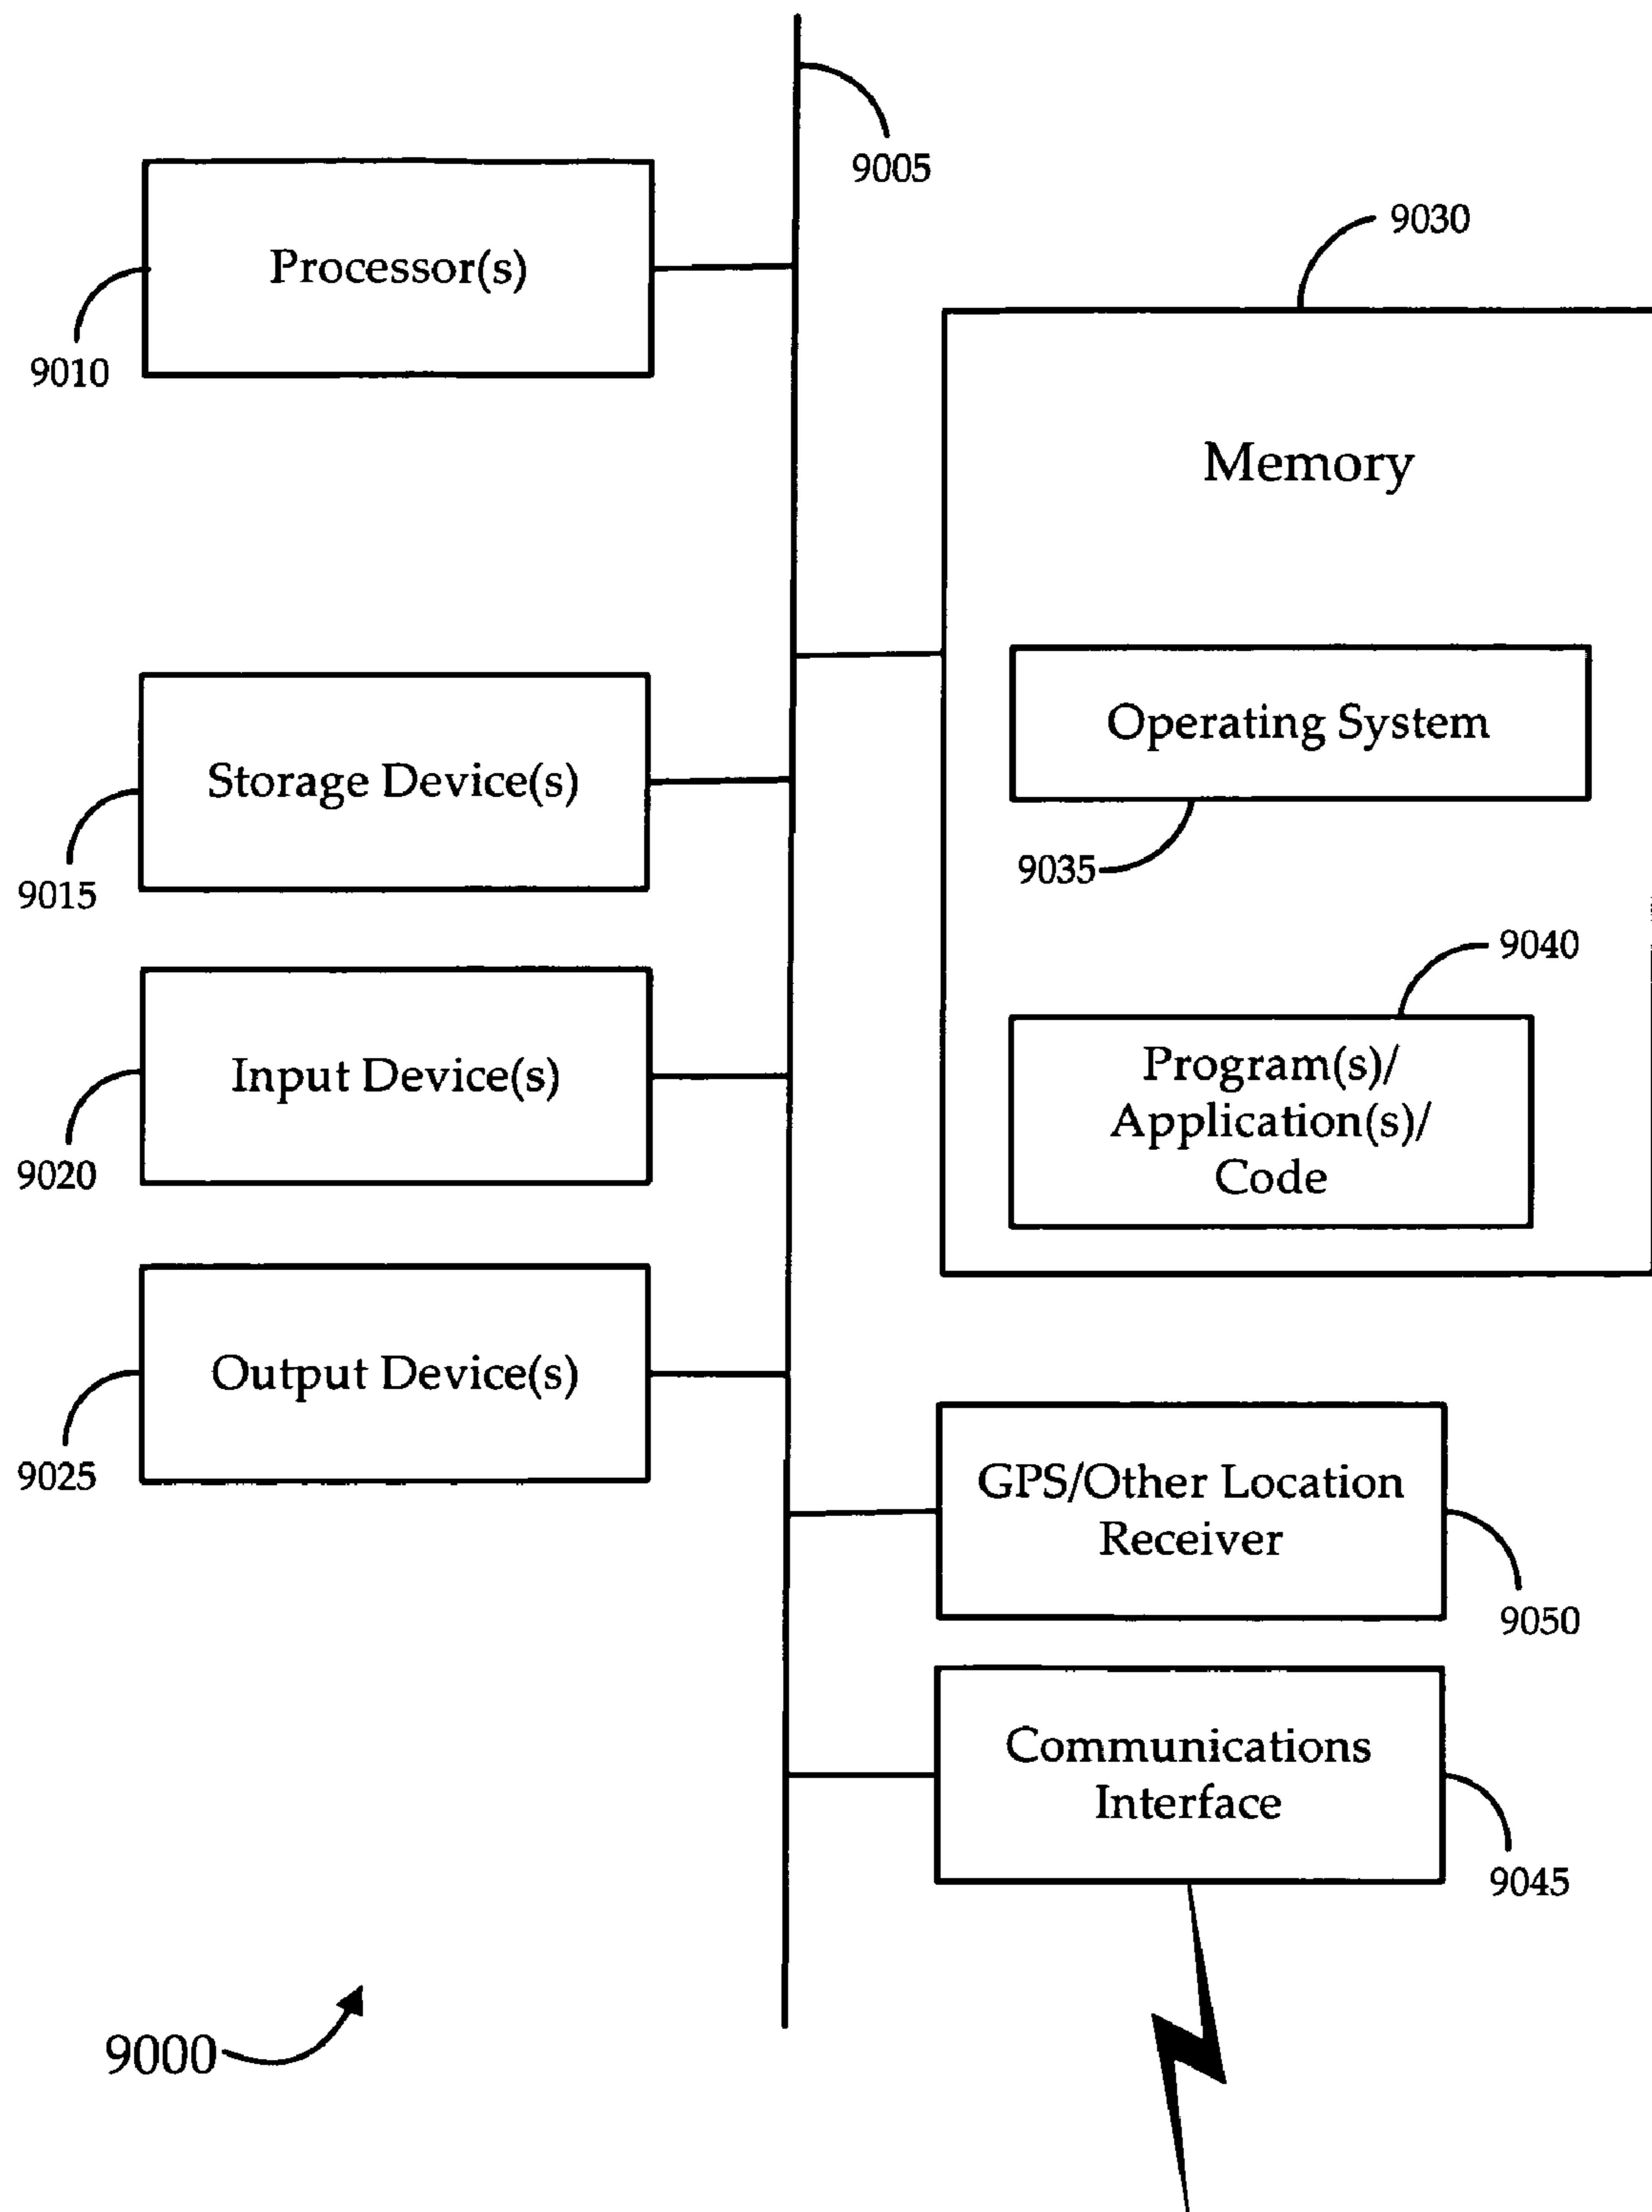 9005
Processor(s)
9010
9030
Memory
Operating System
9035
Storage Device(s)
9015
9040
Program(s)/
Application(s)/
Code
Input Device(s)
9020
Output Device(s)
9025
GPS/Other Location
Receiver
9050
Communications
Interface
9045
9000